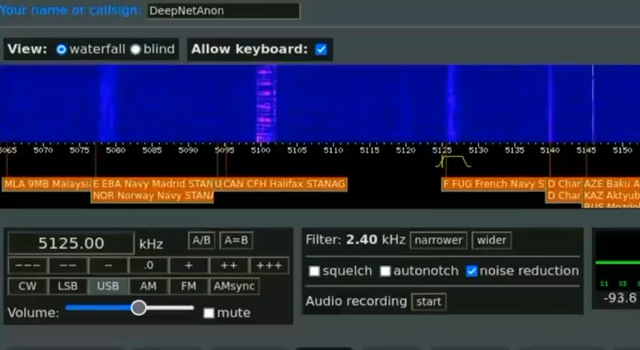 Your name or callsign: DeepNetAnon
View: waterfall blind Allow keyboard:
5065 5070 5075 5080 5085 5090 5095 5100 5105 5110 5115 5120 5125 5130 5135 5140 5145 5150
MLA 9MB Malaysi E EBA Navy Madrid STAN U CAN CFH Halifax STANAG F FUG French Navy S D Char AZE Baku A
NOR Norway Navy STANA D Char KAZ Aktyub
5125.00 kHz A/B A=B
--- -- - .0 + ++ +++
CW LSB USB AM FM AMsync
Volume: mute
Filter: 2.40 kHz narrower wider
squelch autonotch noise reduction
Audio recording start
-93.8